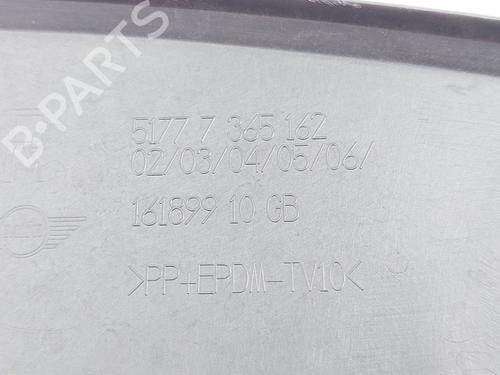 5177 7 365 162
02/03/04/05/06/
161899 10 GB
>PP+EPDM-TV10<
B-PARTS